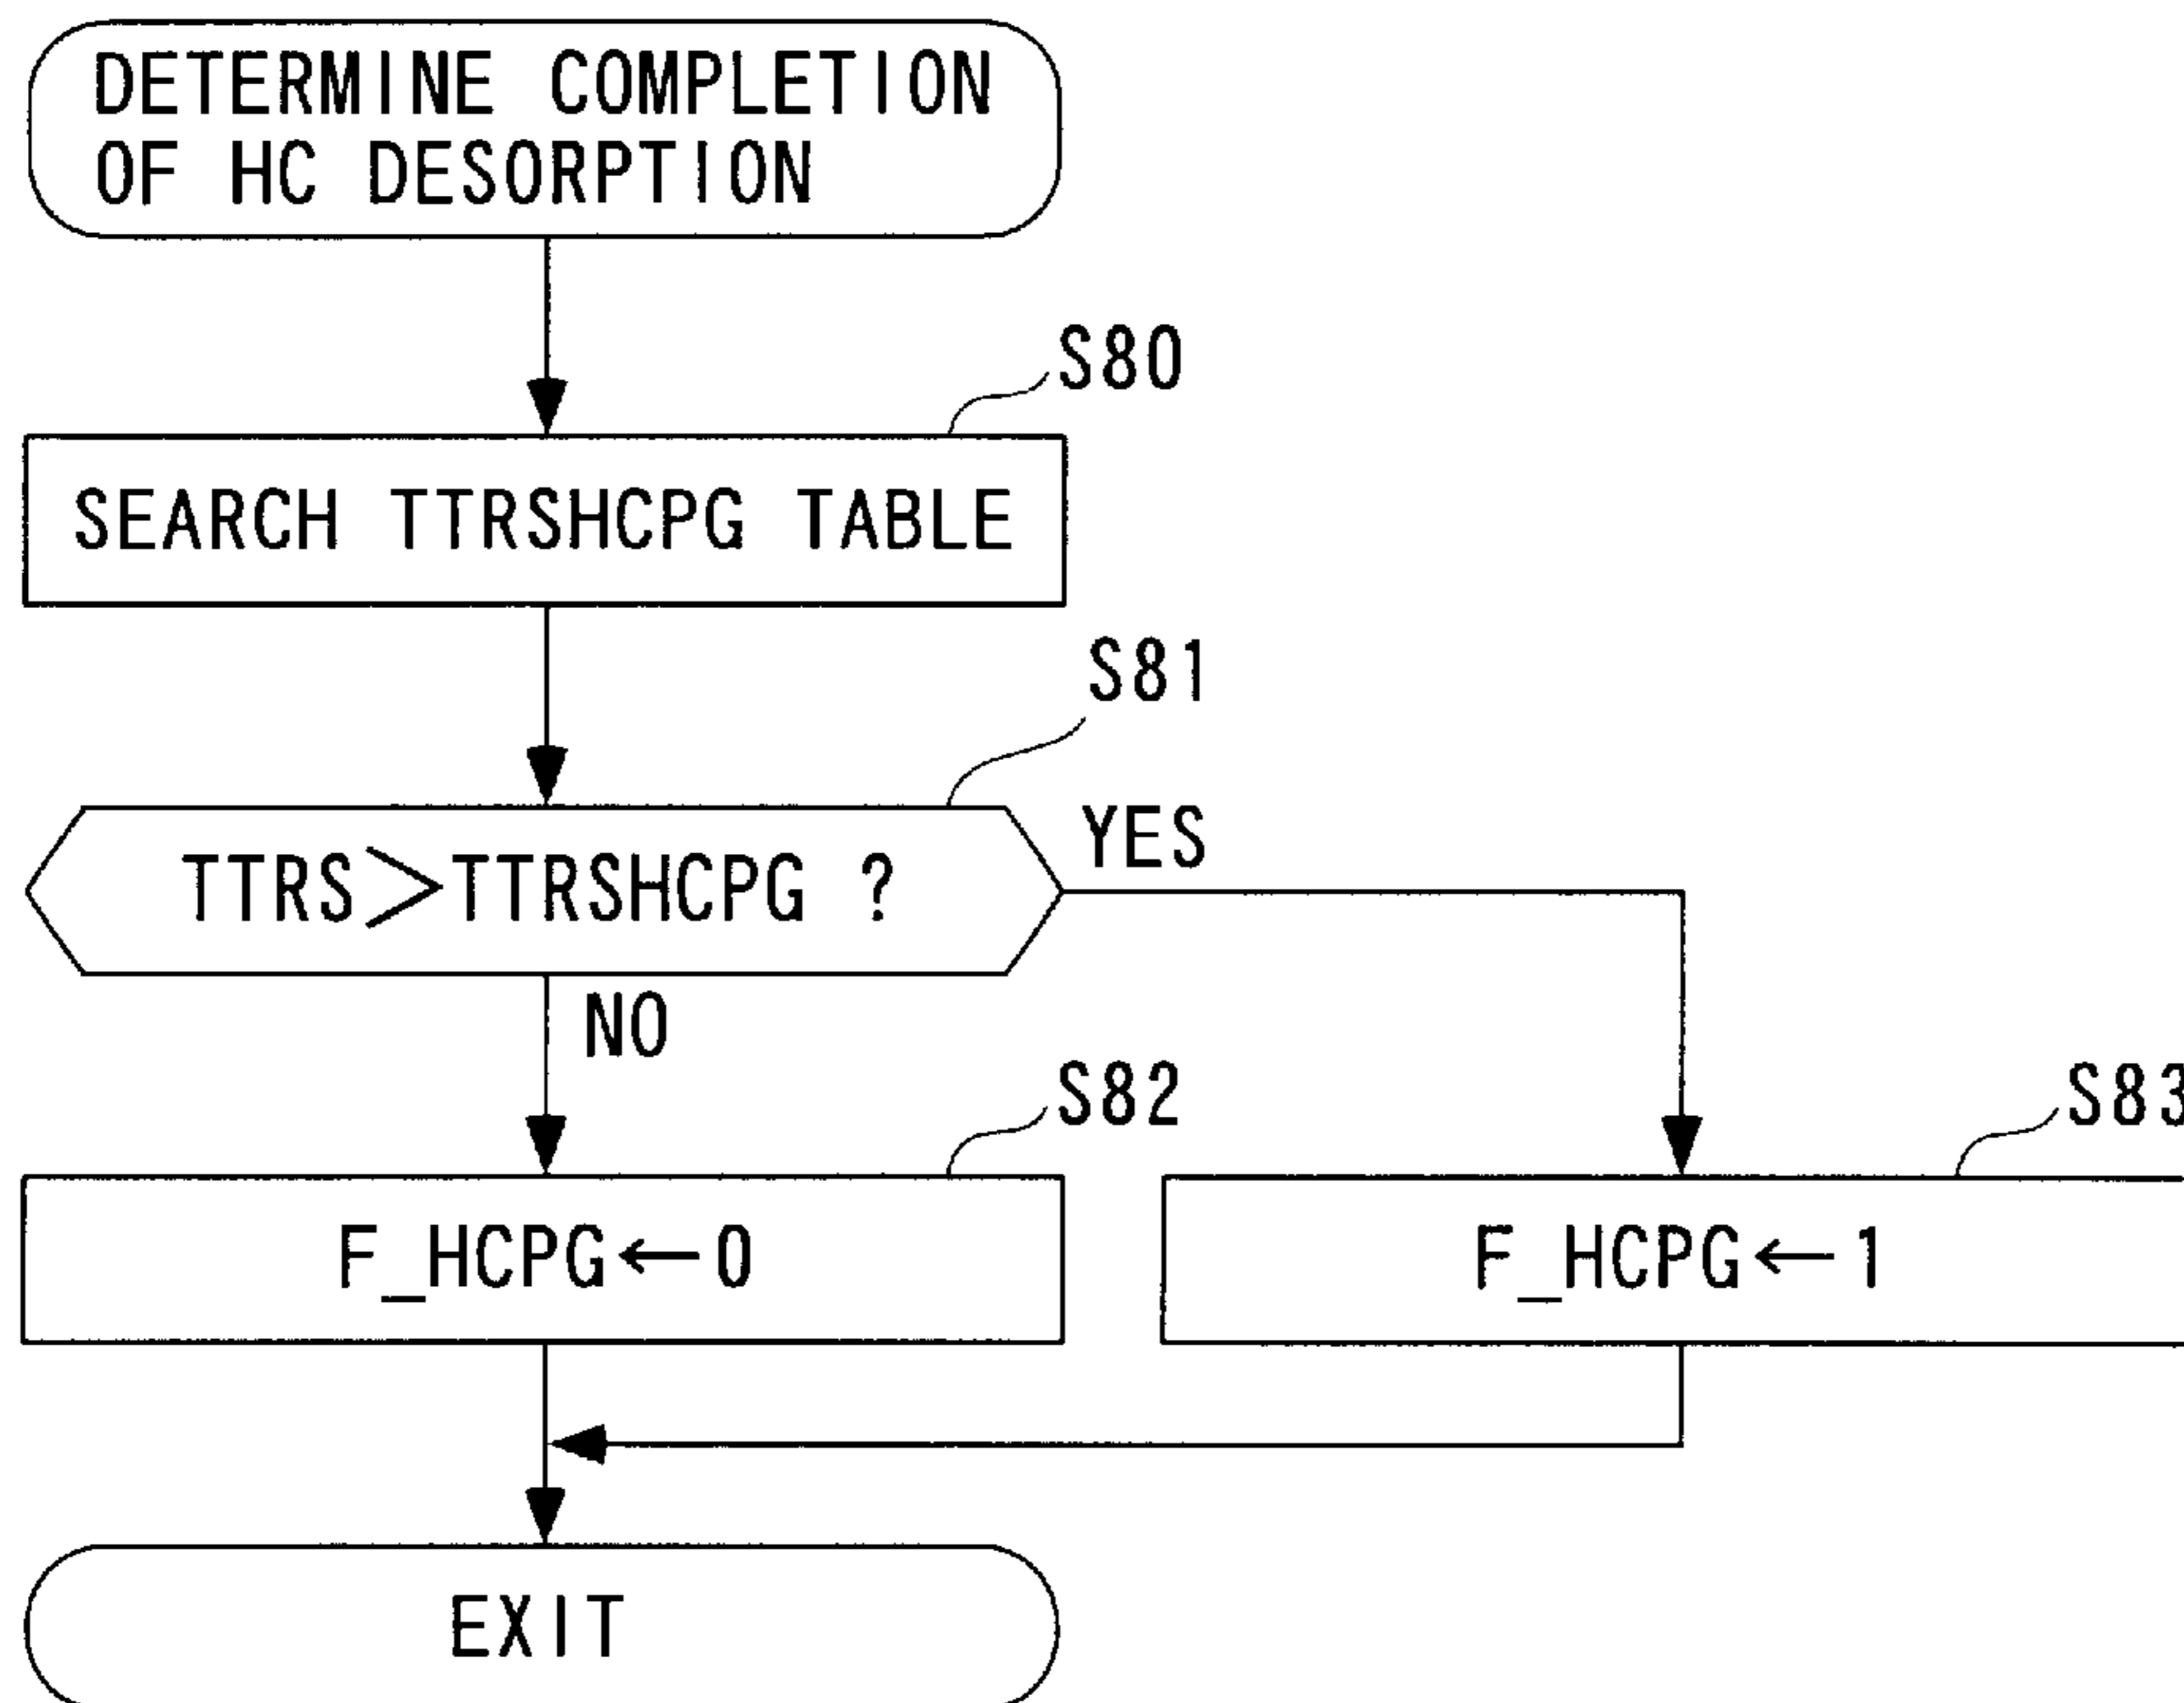 DETERMINE COMPLETION
OF HC DESORPTION
S80
SEARCH TTRSHCPG TABLE
S81
TTRS>TTRSHCPG ?
YES
NO
S82
S83
F_HCPG←0
F_HCPG←1
EXIT